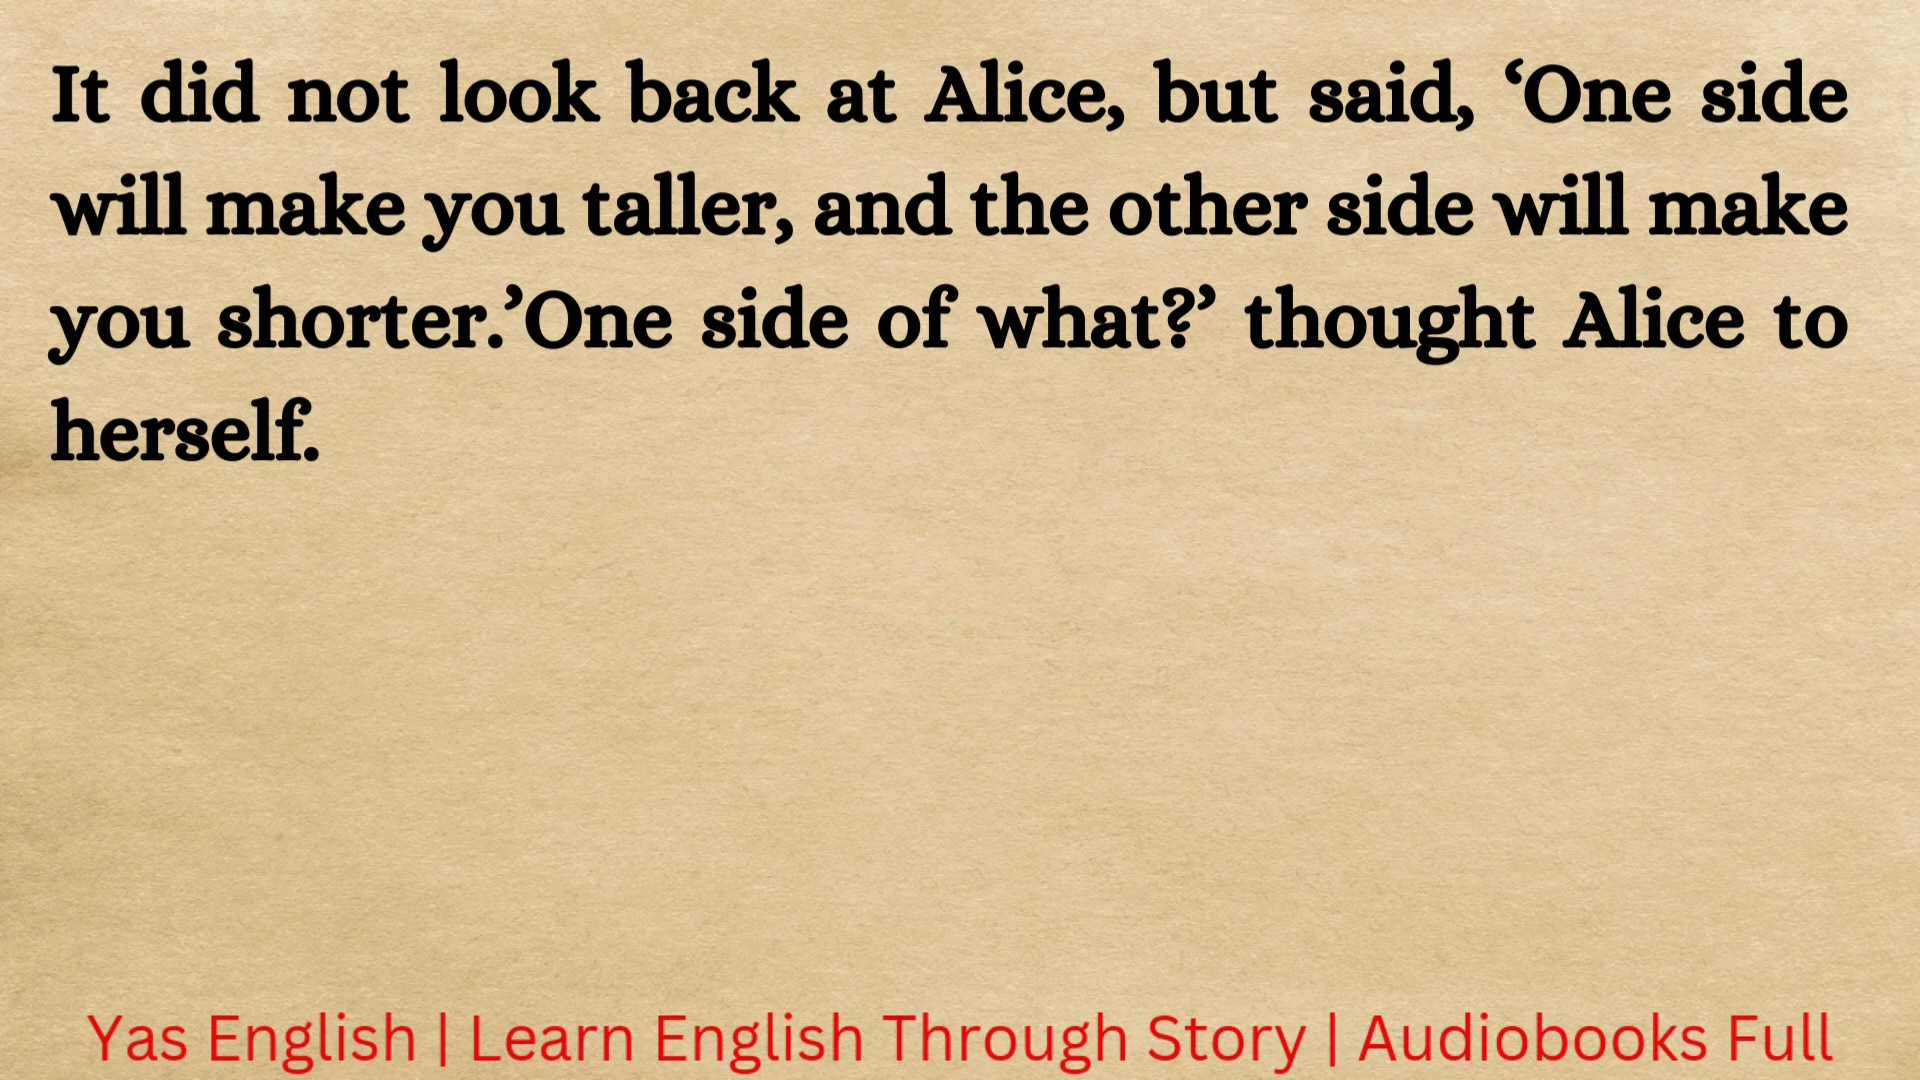 It did not look back at Alice, but said, ‘One side
will make you taller, and the other side will make
you shorter.’One side of what?’ thought Alice to
herself.
Yas English | Learn English Through Story | Audiobooks Full